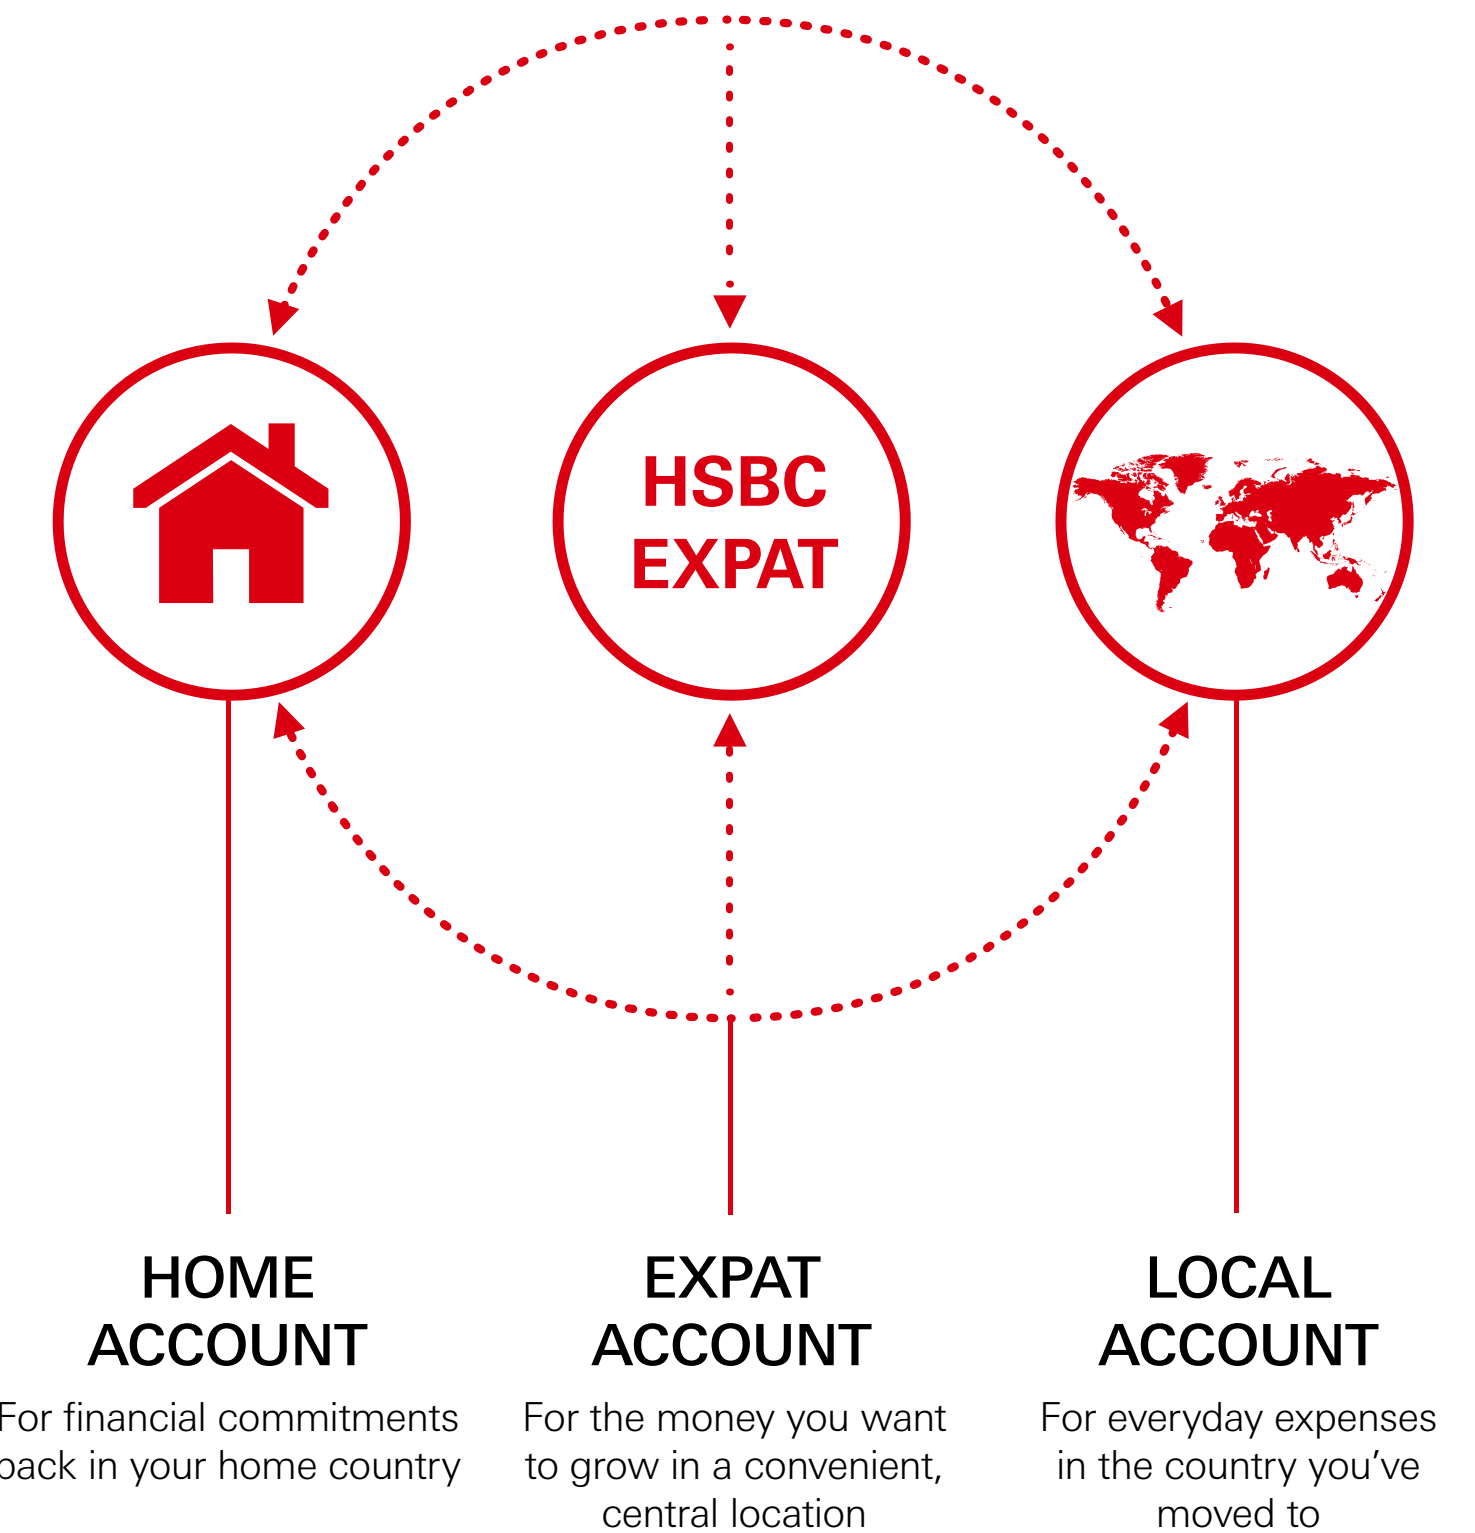 HSBC
EXPAT
HOME
ACCOUNT
For financial commitments
back in your home country
EXPAT
ACCOUNT
For the money you want
to grow in a convenient,
central location
LOCAL
ACCOUNT
For everyday expenses
in the country you've
moved to